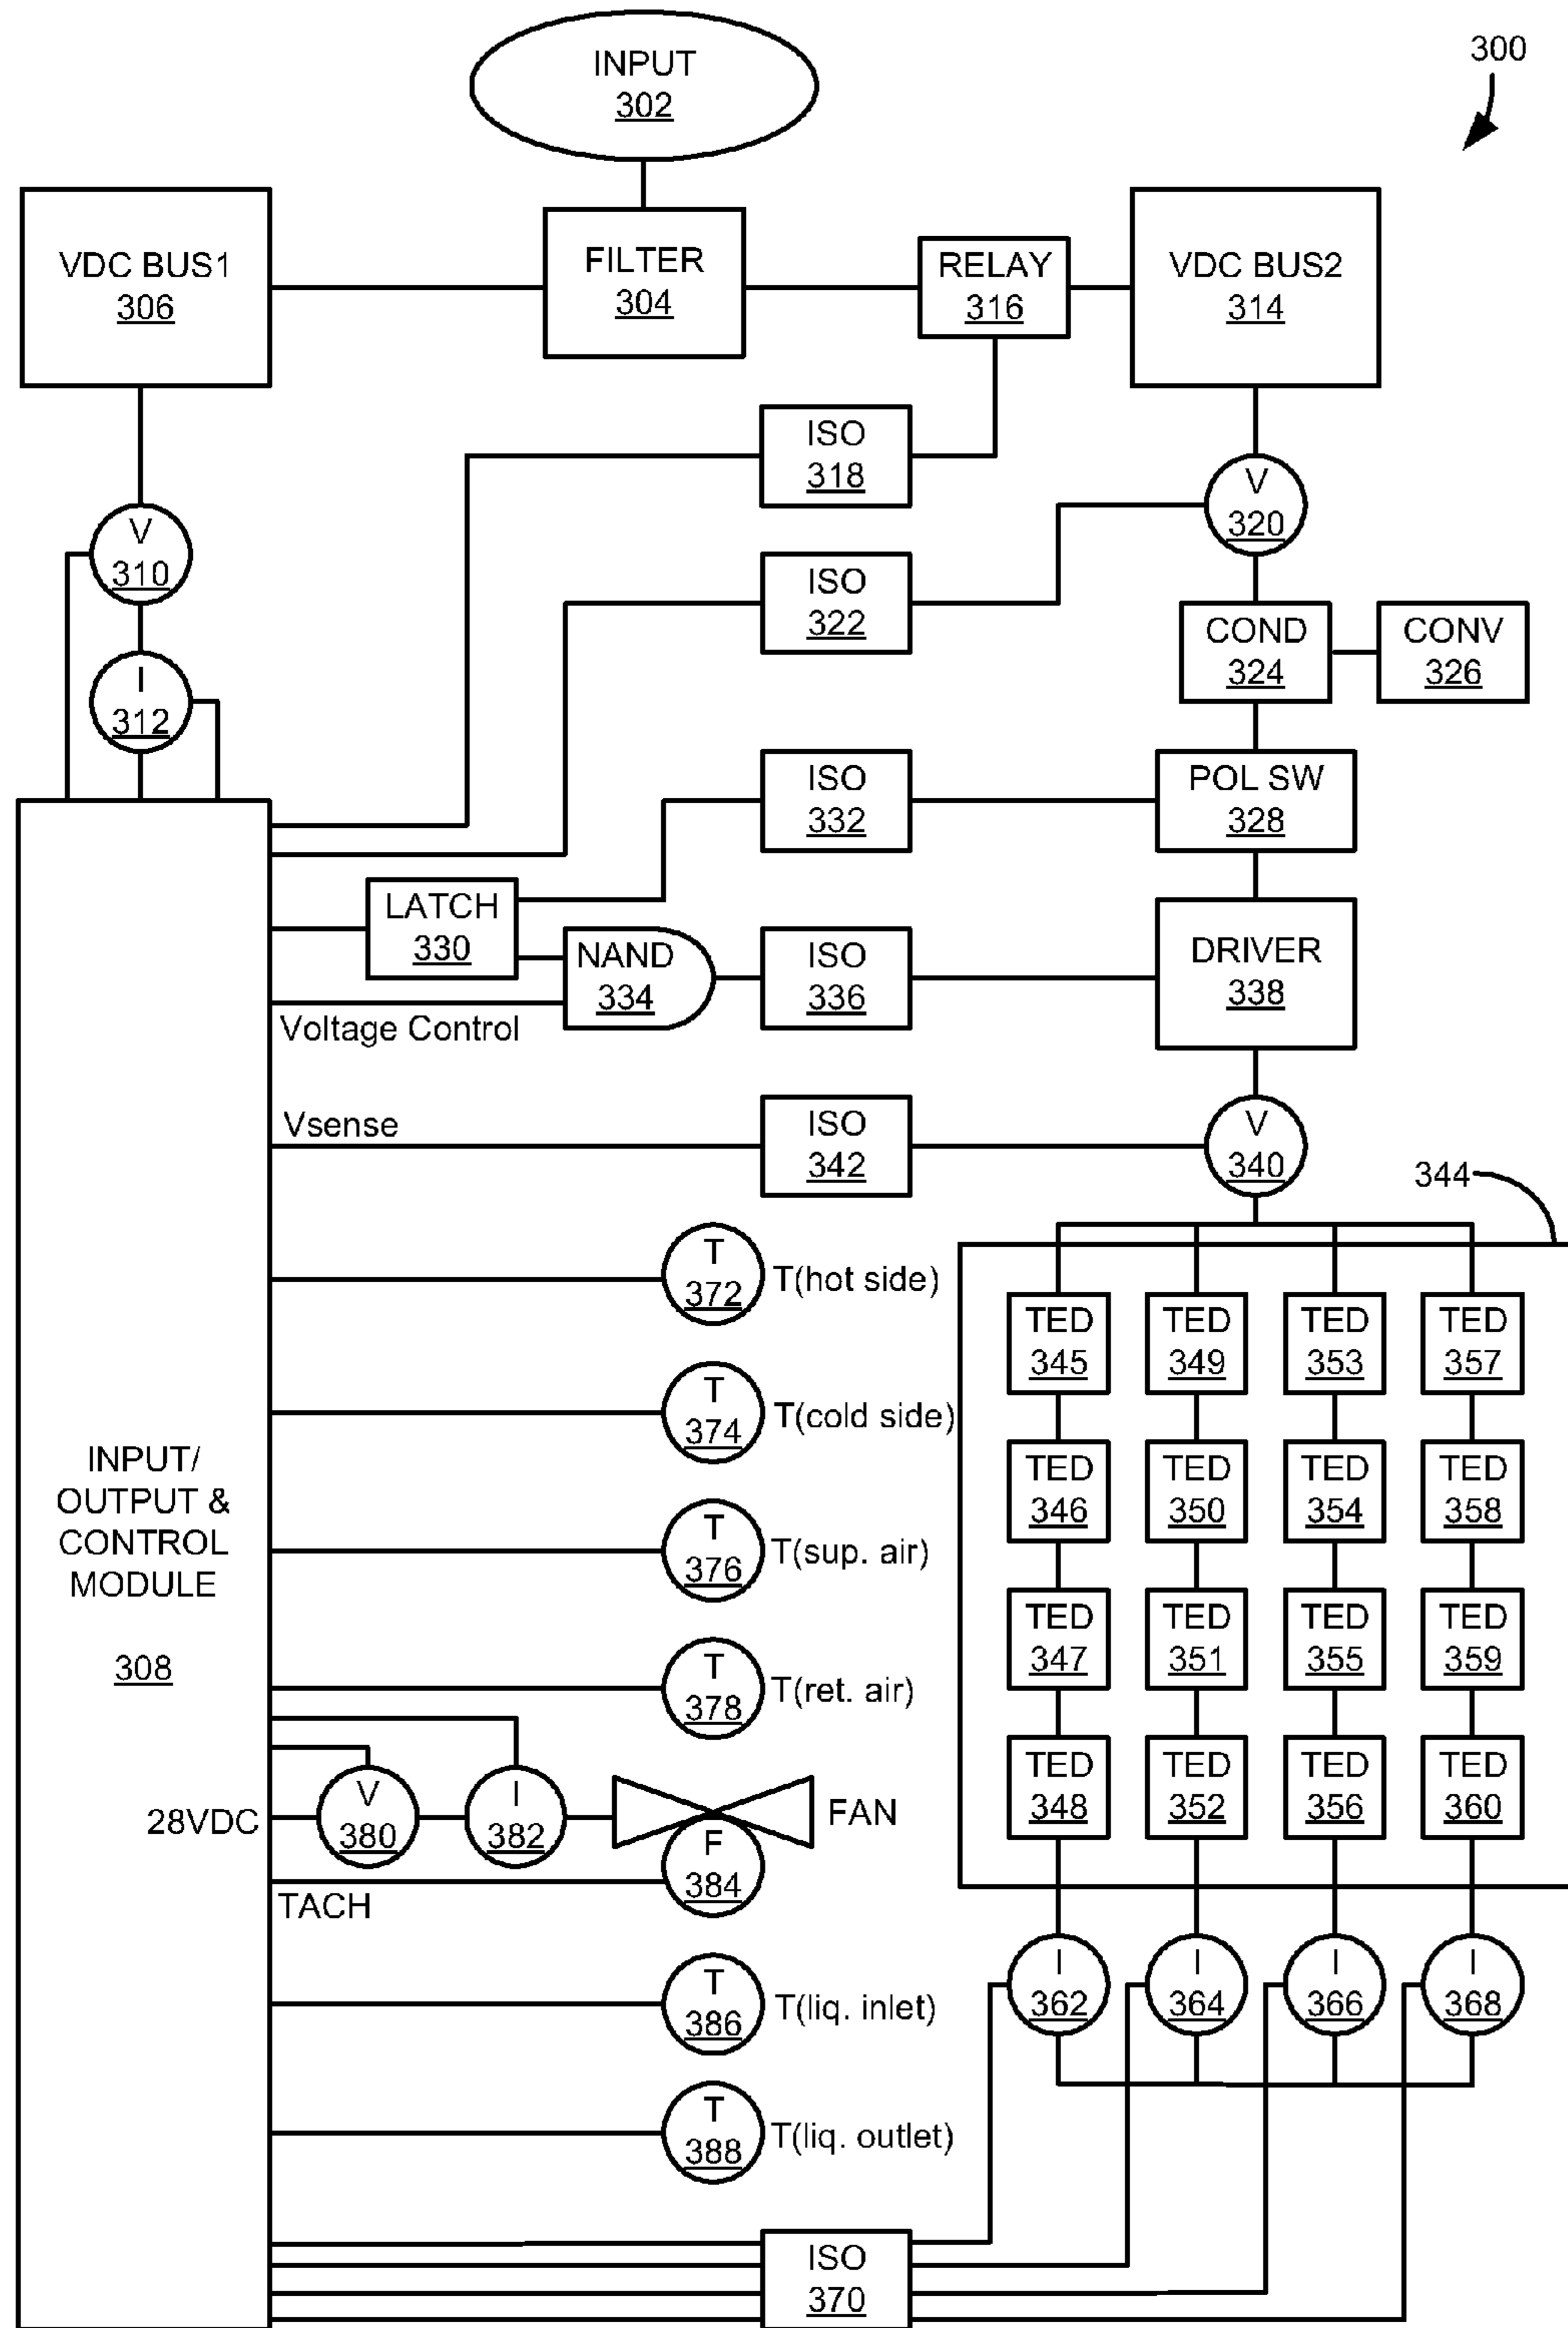 300
INPUT
302
VDC BUS1
306
FILTER
304
RELAY
316
VDC BUS2
314
ISO
318
V
310
V
320
ISO
322
COND
324
CONV
326
I
312
ISO
332
POL SW
328
LATCH
330
NAND
334
ISO
336
DRIVER
338
Voltage Control
Vsense
ISO
342
V
340
344
T
372
T(hot side)
TED
345
TED
349
TED
353
TED
357
T
374
T(cold side)
TED
346
TED
350
TED
354
TED
358
INPUT/
OUTPUT &
CONTROL
MODULE
308
T
376
T(sup. air)
TED
347
TED
351
TED
355
TED
359
T
378
T(ret. air)
TED
348
TED
352
TED
356
TED
360
28VDC
V
380
I
382
FAN
F
384
TACH
I
362
I
364
I
366
I
368
T
386
T(liq. inlet)
T
388
T(liq. outlet)
ISO
370